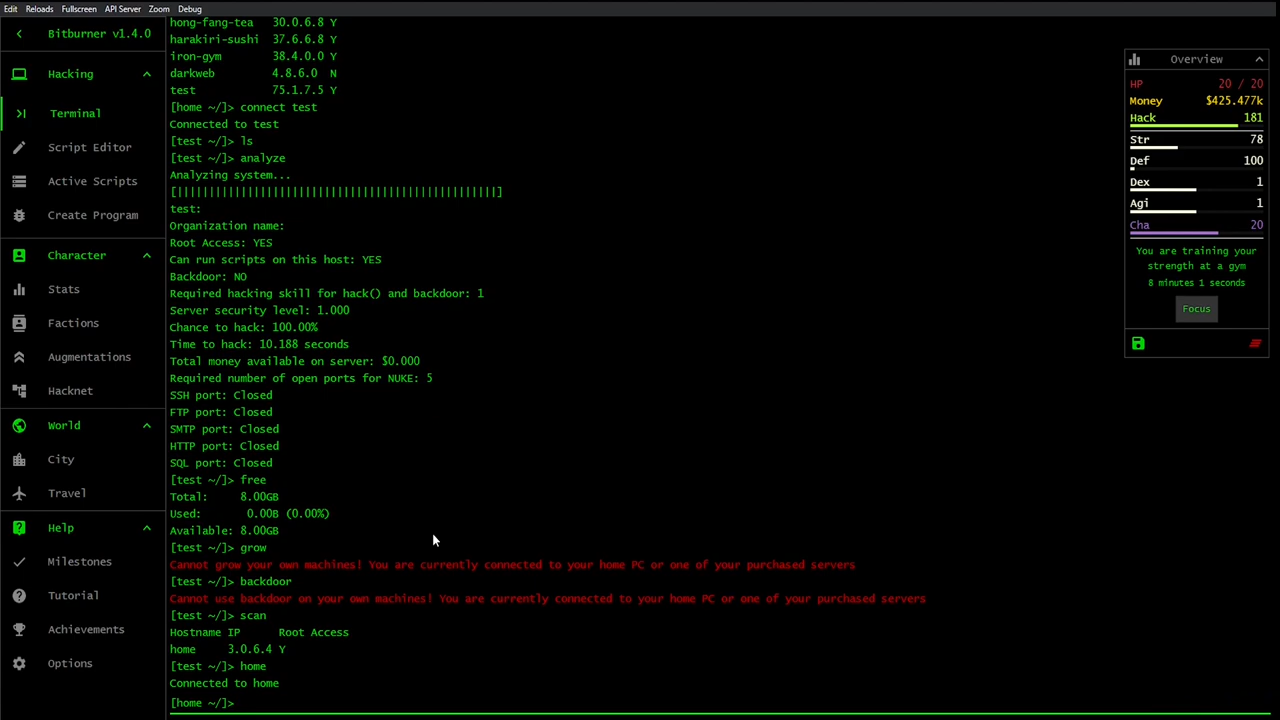 Edit Reloads Fullscreen API Server Zoom Debug
Bitburner v1.4.0
Hacking
Terminal
Script Editor
Active Scripts
Create Program
Character
Stats
Factions
Augmentations
Hacknet
World
City
Travel
Help
Milestones
Tutorial
Achievements
Options
hong-fang-tea 30.0.6.8 Y
harakiri-sushi 37.6.6.8 Y
iron-gym 38.4.0.0 Y
darkweb 4.8.6.0 N
test 75.1.7.5 Y
[home ~/]> connect test
Connected to test
[test ~/]> ls
[test ~/]> analyze
Analyzing system...
[||||||||||||||||||||||||||||||||||||||||||||||||||]
test:
Organization name:
Root Access: YES
Can run scripts on this host: YES
Backdoor: NO
Required hacking skill for hack() and backdoor: 1
Server security level: 1.000
Chance to hack: 100.00%
Time to hack: 10.188 seconds
Total money available on server: $0.000
Required number of open ports for NUKE: 5
SSH port: Closed
FTP port: Closed
SMTP port: Closed
HTTP port: Closed
SQL port: Closed
[test ~/]> free
Total: 8.00GB
Used: 0.00B (0.00%)
Available: 8.00GB
[test ~/]> grow
Cannot grow your own machines! You are currently connected to your home PC or one of your purchased servers
[test ~/]> backdoor
Cannot use backdoor on your own machines! You are currently connected to your home PC or one of your purchased servers
[test ~/]> scan
Hostname IP Root Access
home 3.0.6.4 Y
[test ~/]> home
Connected to home
[home ~/]>
Overview
HP 20 / 20
Money $425.477k
Hack 181
Str 78
Def 100
Dex 1
Agi 1
Cha 20
You are training your
strength at a gym
8 minutes 1 seconds
Focus